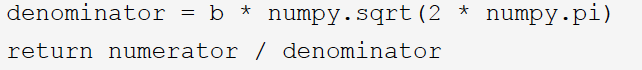 denominator = b * numpy.sqrt(2 * numpy.pi)
return numerator / denominator